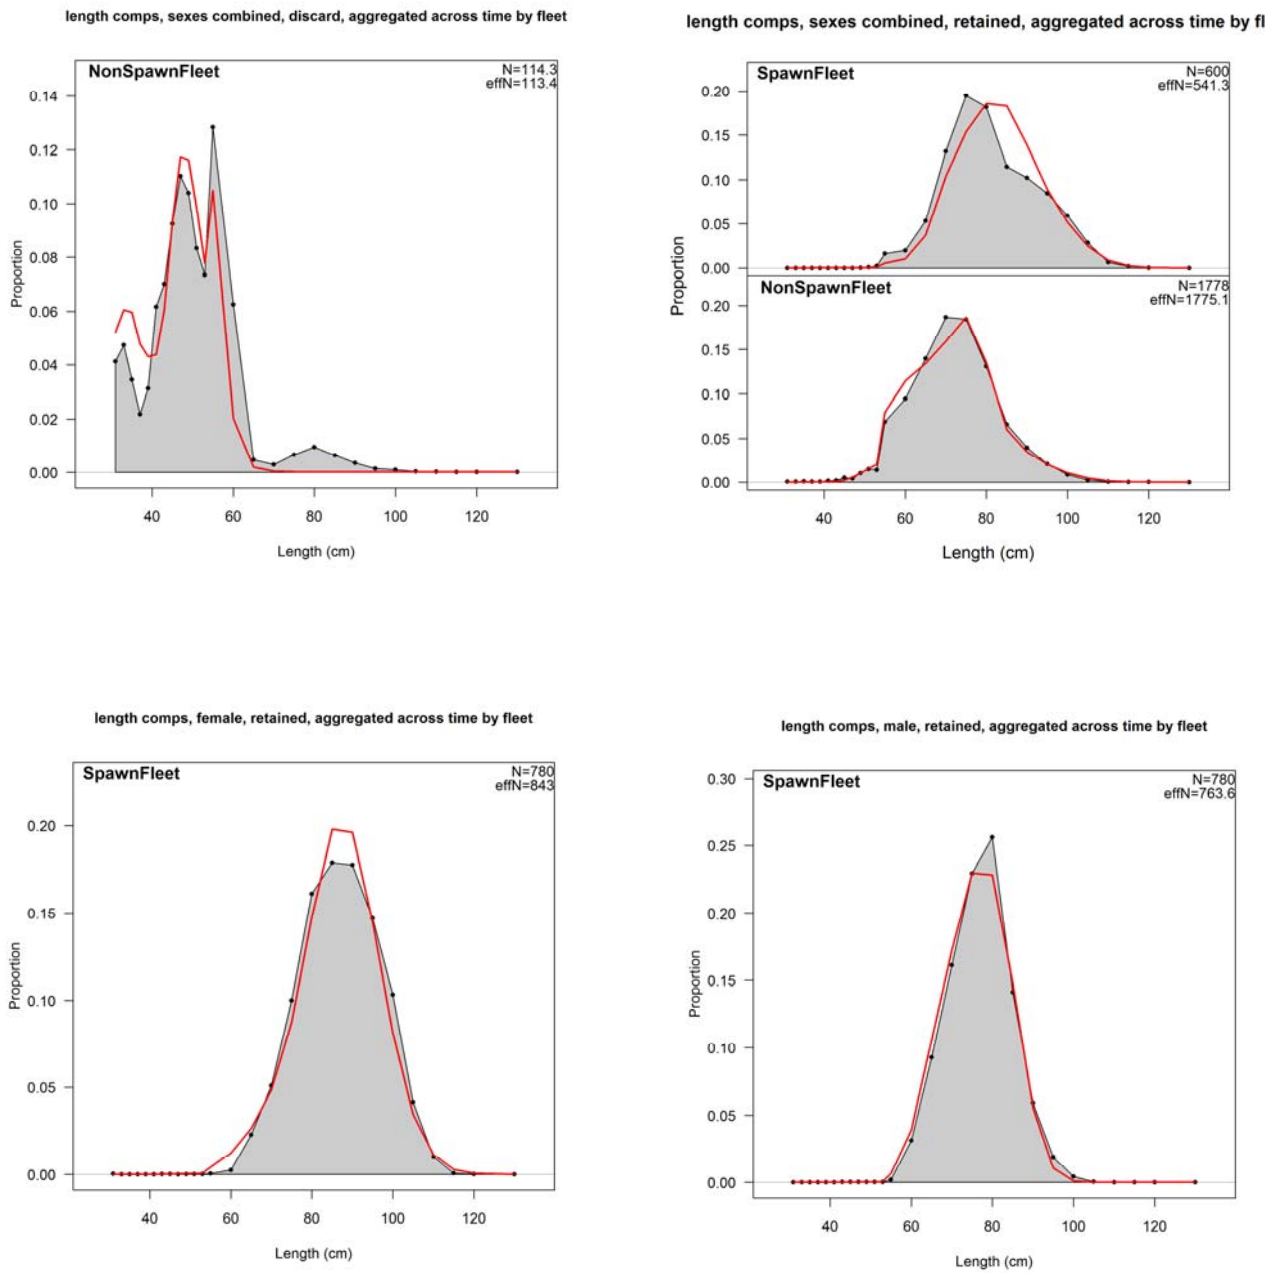 length comps, sexes combined, discard, aggregated across time by fleet
NonSpawnFleet
N=114.3
effN=113.4
0.14
0.12
0.10
0.08
0.06
0.04
0.02
0.00
Proportion
40 60 80 100 120
Length (cm)
length comps, sexes combined, retained, aggregated across time by fl
SpawnFleet
N=600
effN=541.3
0.20
0.15
0.10
0.05
0.00
NonSpawnFleet
N=1778
effN=1775.1
0.20
0.15
0.10
0.05
0.00
Proportion
40 60 80 100 120
Length (cm)
length comps, female, retained, aggregated across time by fleet
SpawnFleet
N=780
effN=843
0.20
0.15
0.10
0.05
0.00
Proportion
40 60 80 100 120
Length (cm)
length comps, male, retained, aggregated across time by fleet
SpawnFleet
N=780
effN=763.6
0.30
0.25
0.20
0.15
0.10
0.05
0.00
Proportion
40 60 80 100 120
Length (cm)